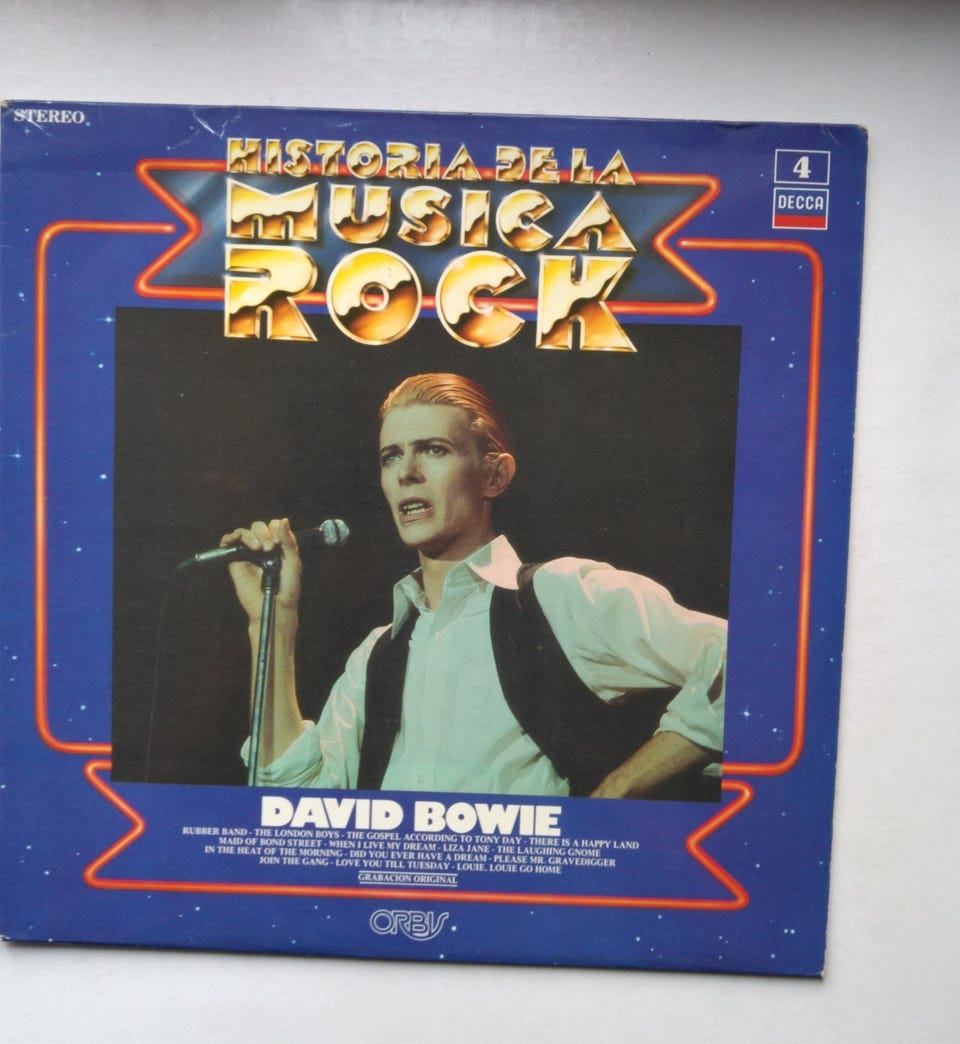 STEREO
HISTORIA DE LA
MUSICA
ROCK
4
DECCA
DAVID BOWIE
RUBBER BAND - THE LONDON BOYS - THE GOSPEL ACCORDING TO TONY DAY - THERE IS A HAPPY LAND
MAID OF BOND STREET - WHEN I LIVE MY DREAM - LIZA JANE - THE LAUGHING GNOME
IN THE HEAT OF THE MORNING - DID YOU EVER HAVE A DREAM - PLEASE MR. GRAVEDIGGER
JOIN THE GANG - LOVE YOU TILL TUESDAY - LOUIE, LOUIE GO HOME
GRABACION ORIGINAL
ORBIS